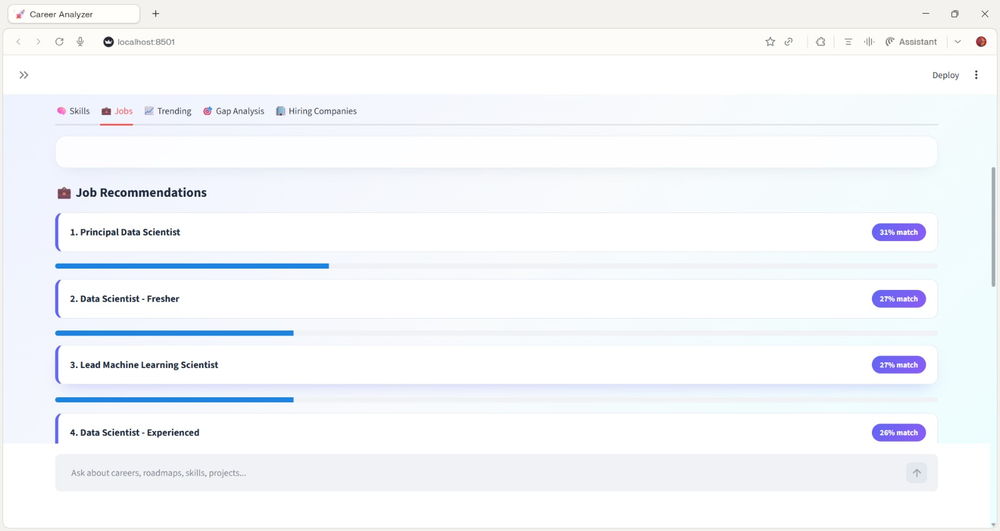 Career Analyzer
localhost:8501
Assistant
Deploy
Skills
Jobs
Trending
Gap Analysis
Hiring Companies
Job Recommendations
1. Principal Data Scientist
31% match
2. Data Scientist - Fresher
27% match
3. Lead Machine Learning Scientist
27% match
4. Data Scientist - Experienced
26% match
Ask about careers, roadmaps, skills, projects...